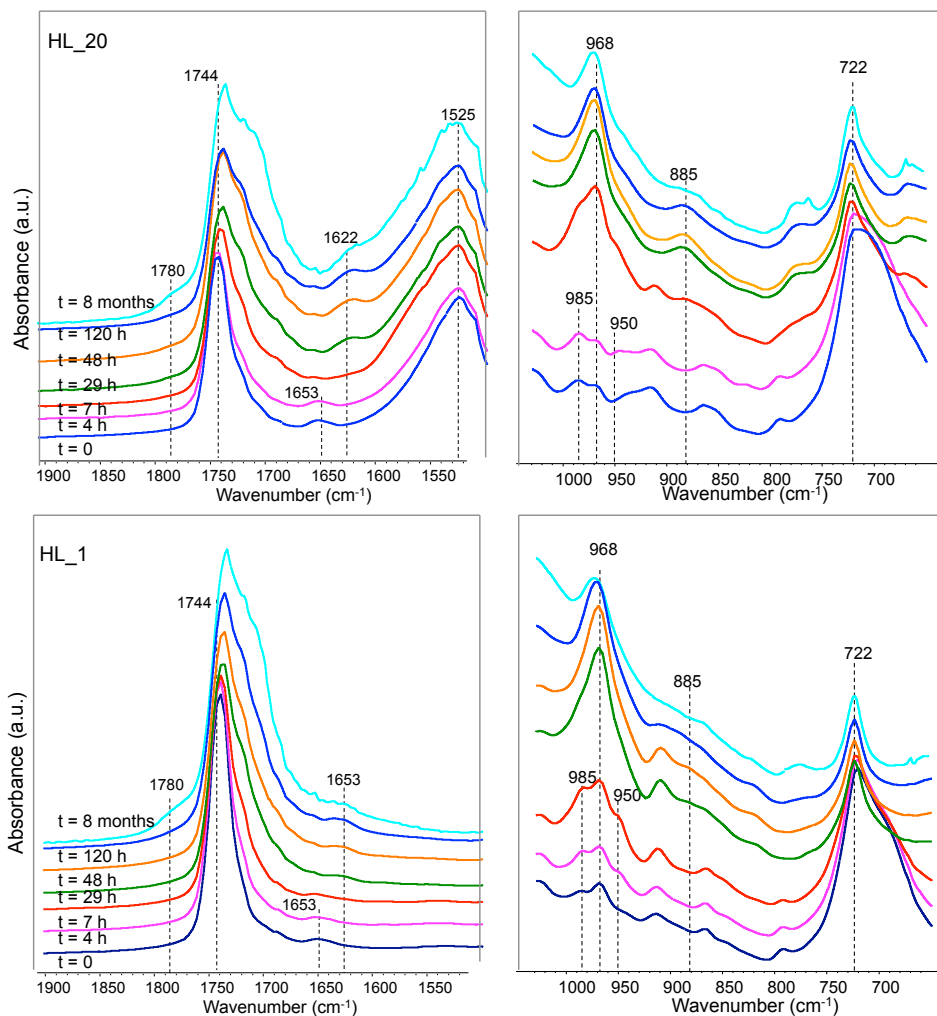 HL_20
1744
1525
1780
1622
1653
t = 8 months
t = 120 h
t = 48 h
t = 29 h
t = 7 h
t = 4 h
t = 0
Absorbance (a.u.)
1900 1850 1800 1750 1700 1650 1600 1550
Wavenumber (cm-1)
968
722
885
985
950
1000 950 900 850 800 750 700
Wavenumber (cm-1)
HL_1
1744
1780
1653
1653
t = 8 months
t = 120 h
t = 48 h
t = 29 h
t = 7 h
t = 4 h
t = 0
Absorbance (a.u.)
1900 1850 1800 1750 1700 1650 1600 1550
Wavenumber (cm-1)
968
722
885
985
950
1000 950 900 850 800 750 700
Wavenumber (cm-1)